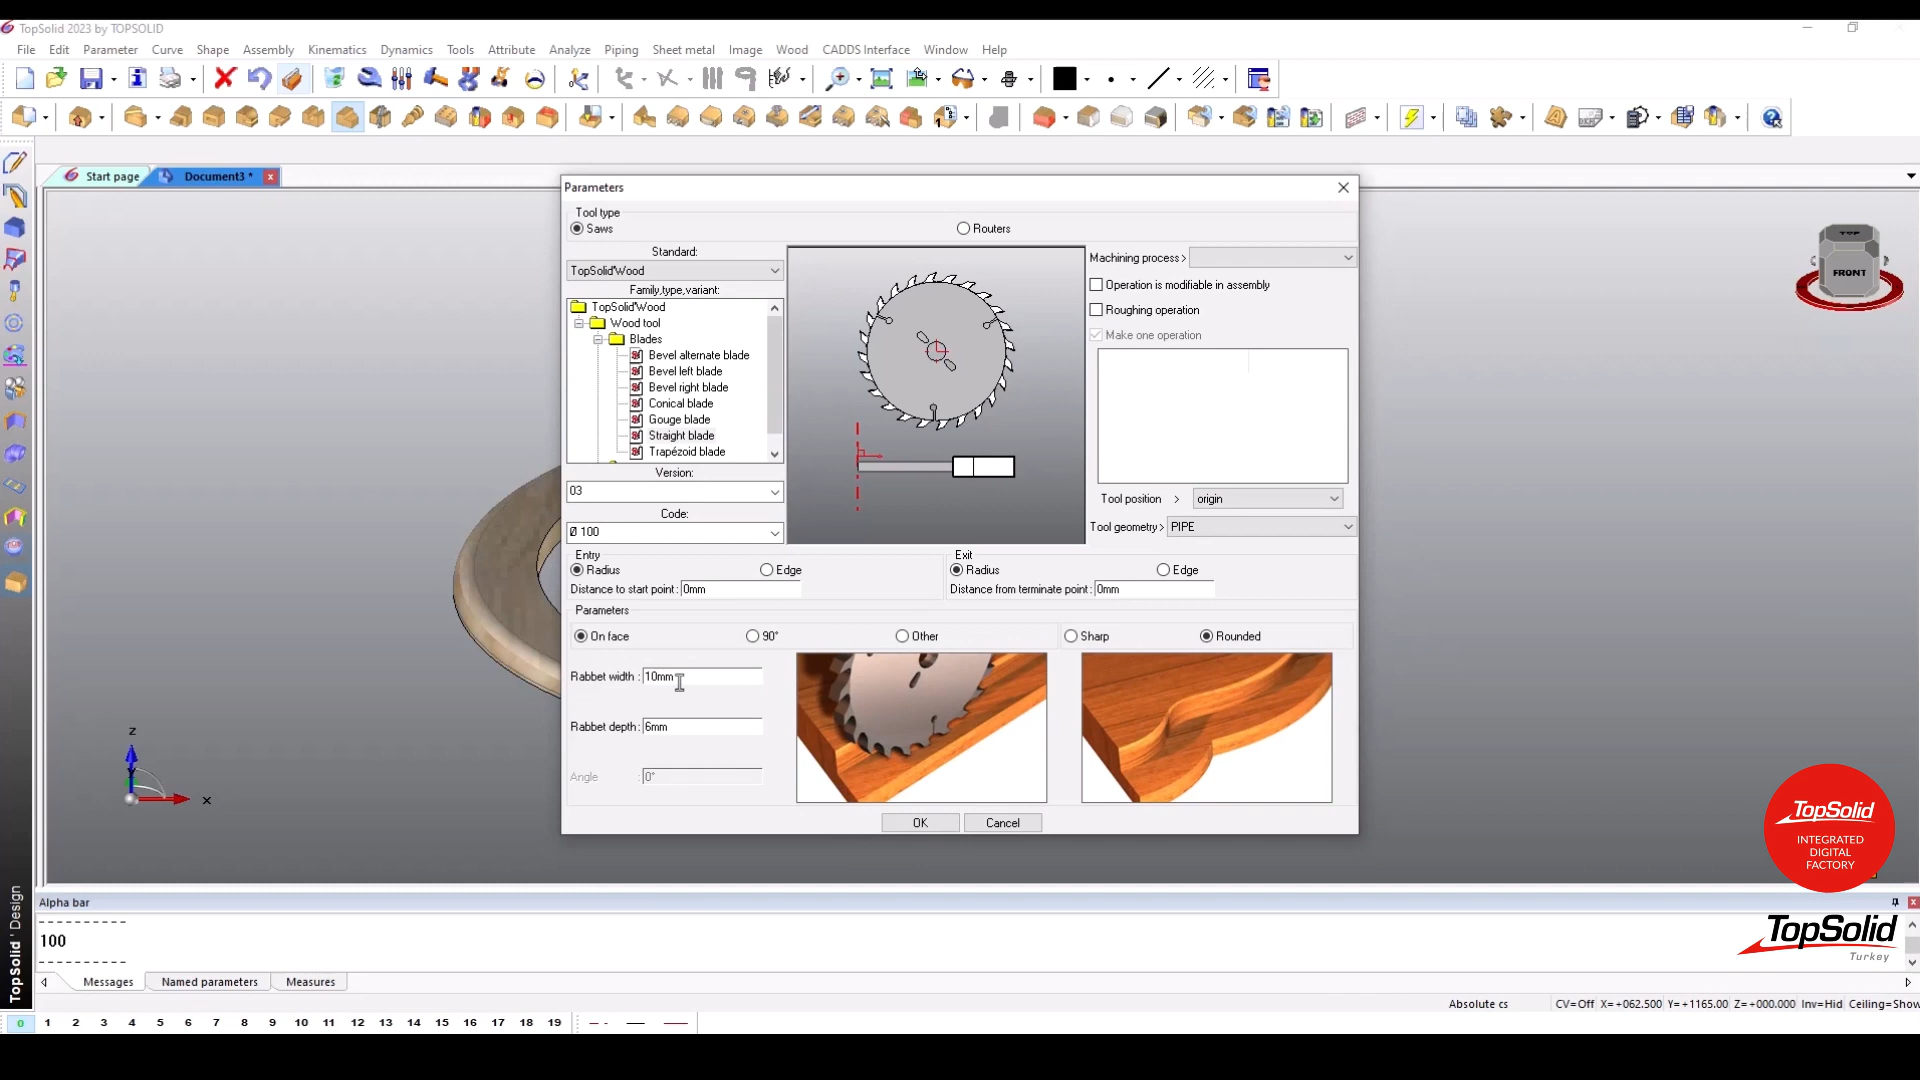 TopSolid 2023 by TOPSOLID
File Edit Parameter Curve Shape Assembly Kinematics Dynamics Tools Attribute Analyze Piping Sheet metal Image Wood CADDS Interface Window Help
Start page Document3 *
Parameters
Tool type
Saws Routers
Standard:
TopSolid'Wood
Family,type,variant:
TopSolid'Wood
Wood tool
Blades
Bevel alternate blade
Bevel left blade
Bevel right blade
Conical blade
Gouge blade
Straight blade
Trapézoid blade
Version:
03
Code:
Ø 100
Machining process >
Operation is modifiable in assembly
Roughing operation
Make one operation
Tool position > origin
Tool geometry > PIPE
Entry
Radius Edge
Distance to start point : 0mm
Exit
Radius Edge
Distance from terminate point : 0mm
Parameters
On face 90° Other Sharp Rounded
Rabbet width : 10mm
Rabbet depth : 6mm
Angle : 0°
OK Cancel
TOP
FRONT
z
x
TopSolid
INTEGRATED
DIGITAL
FACTORY
TopSolid
Turkey
TopSolid ' Design
Alpha bar
----------
100
----------
Messages Named parameters Measures
Absolute cs CV=Off X=+062.500 Y=+1165.00 Z=+000.000 Inv=Hid Ceiling=Show
0 1 2 3 4 5 6 7 8 9 10 11 12 13 14 15 16 17 18 19